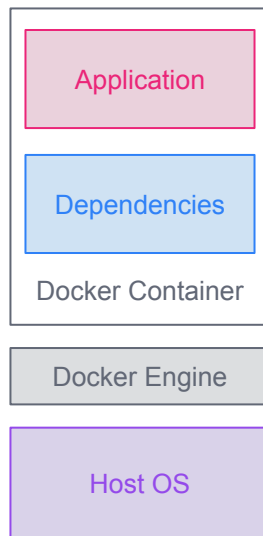 Application
Dependencies
Docker Container
Docker Engine
Host OS